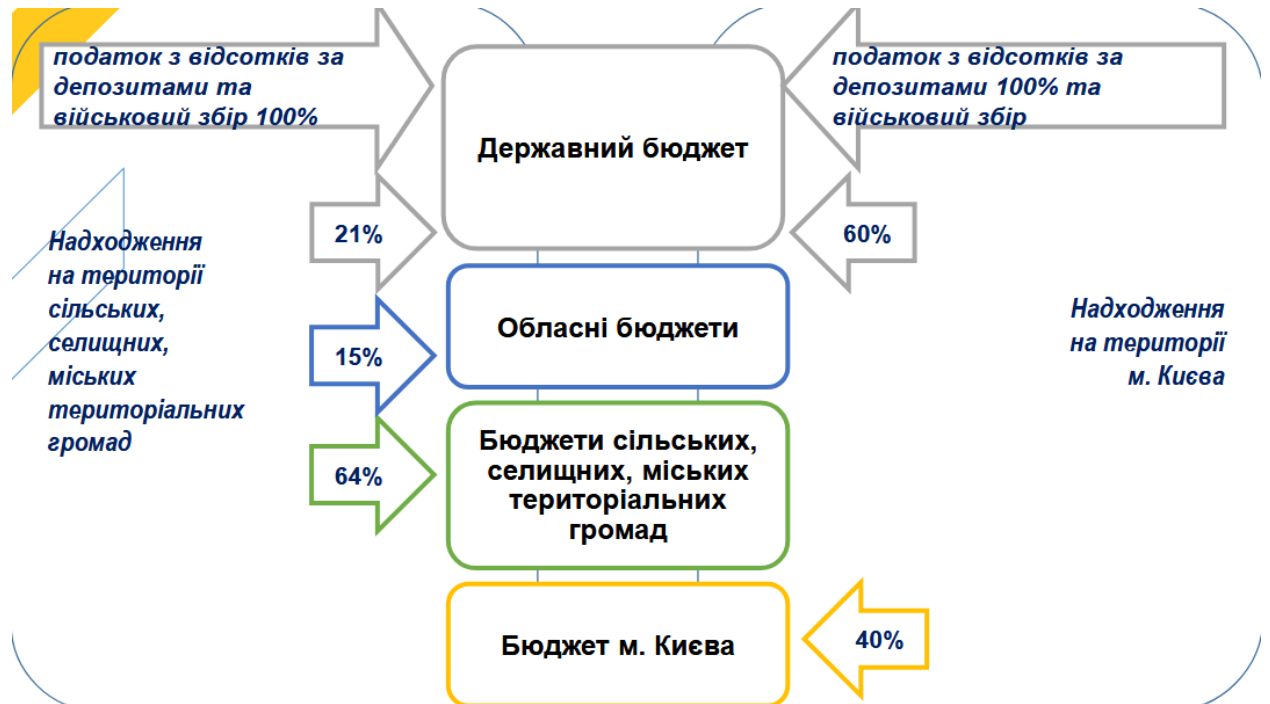 податок з відсотків за
депозитами та
військовий збір 100%
податок з відсотків за
депозитами 100% та
військовий збір
Державний бюджет
21%
60%
Надходження
на території
сільських,
селищних,
міських
територіальних
громад
Обласні бюджети
15%
Надходження
на території
м. Києва
Бюджети сільських,
селищних, міських
територіальних
громад
64%
Бюджет м. Києва
40%